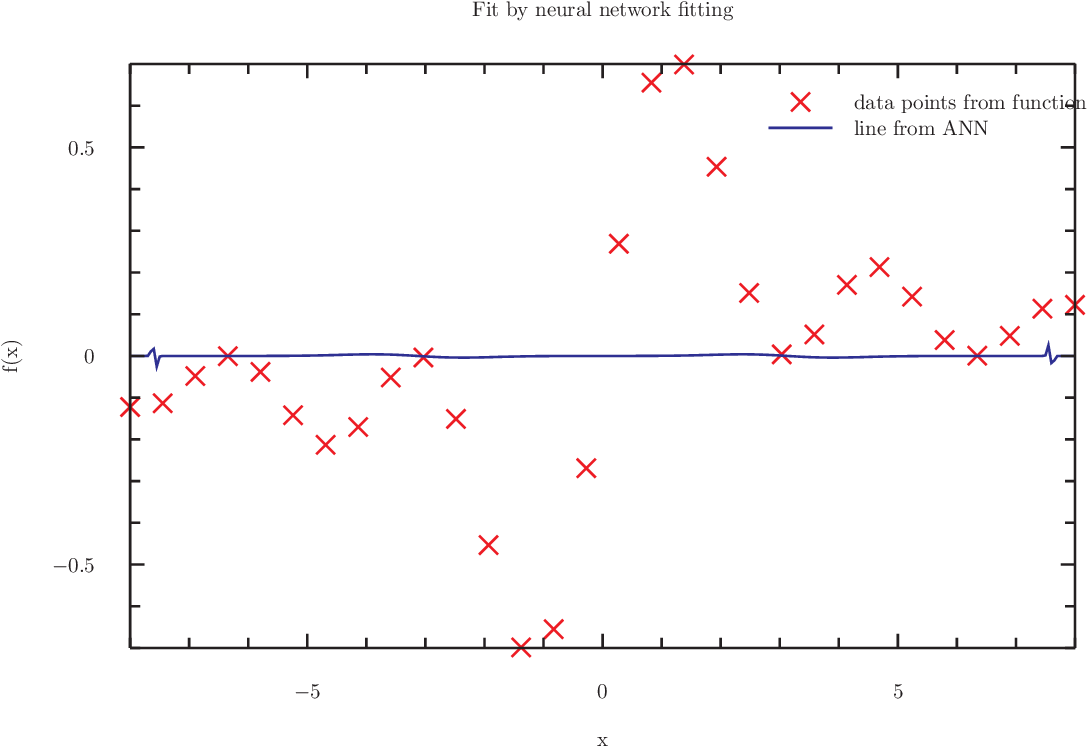 Fit by neural network fitting
data points from function
line from ANN
0.5
0
−0.5
f(x)
−5 0 5
x